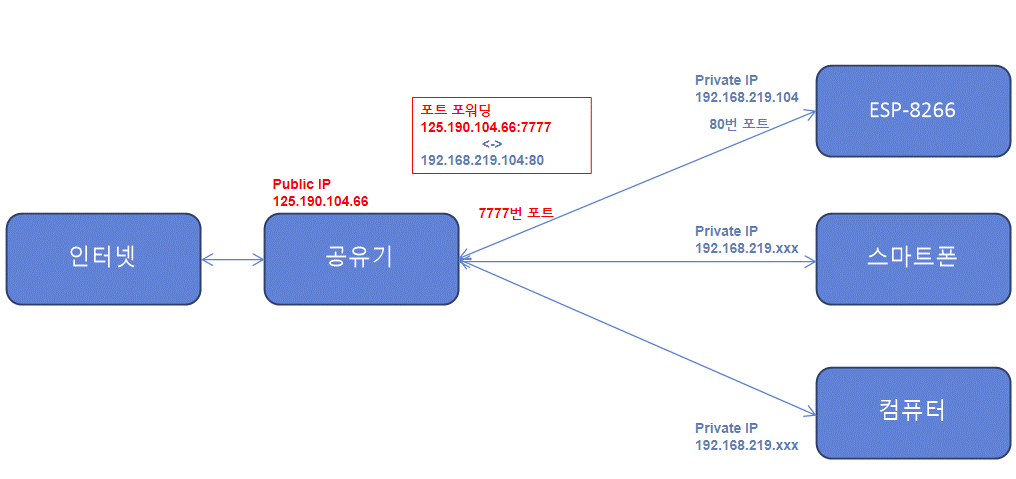 Private IP
192.168.219.104
ESP-8266
80번 포트
포트 포워딩
125.190.104.66:7777
<->
192.168.219.104:80
Public IP
125.190.104.66
7777번 포트
인터넷
공유기
Private IP
192.168.219.xxx
스마트폰
컴퓨터
Private IP
192.168.219.xxx